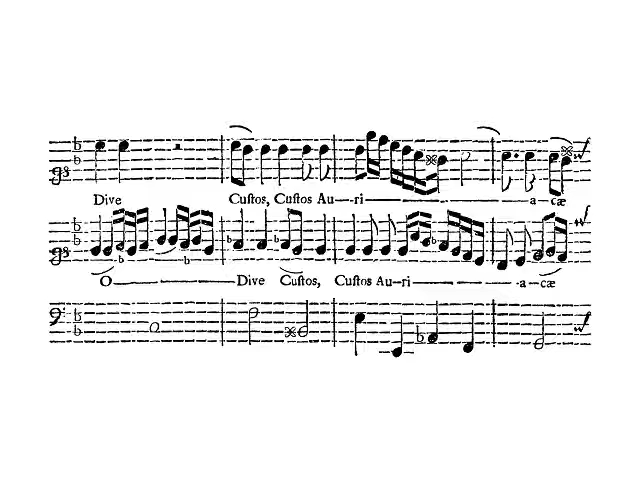 Dive Cuſtos, Cuſtos Au—ri———a—cæ
O———Dive Cuſtos, Cuſtos Au—ri———a—cæ